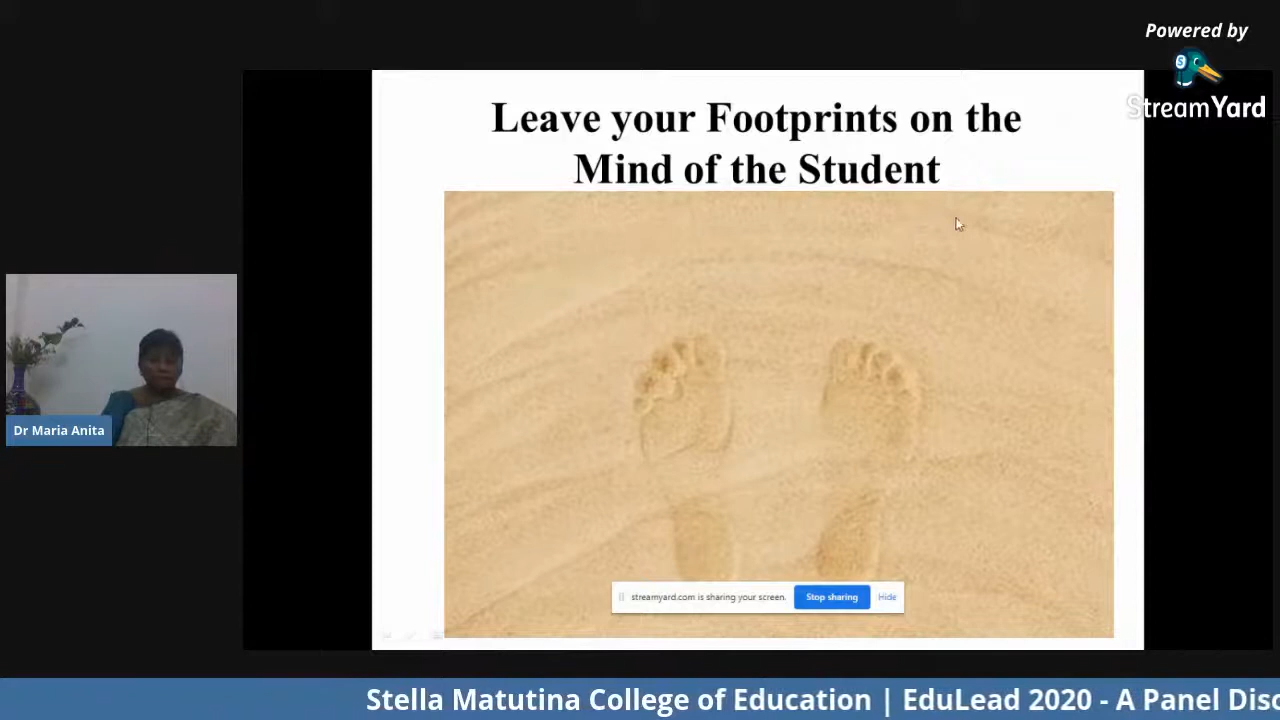 Powered by
StreamYard
Leave your Footprints on the
Mind of the Student
Dr Maria Anita
streamyard.com is sharing your screen.
Stop sharing
Hide
Stella Matutina College of Education | EduLead 2020 - A Panel Disc